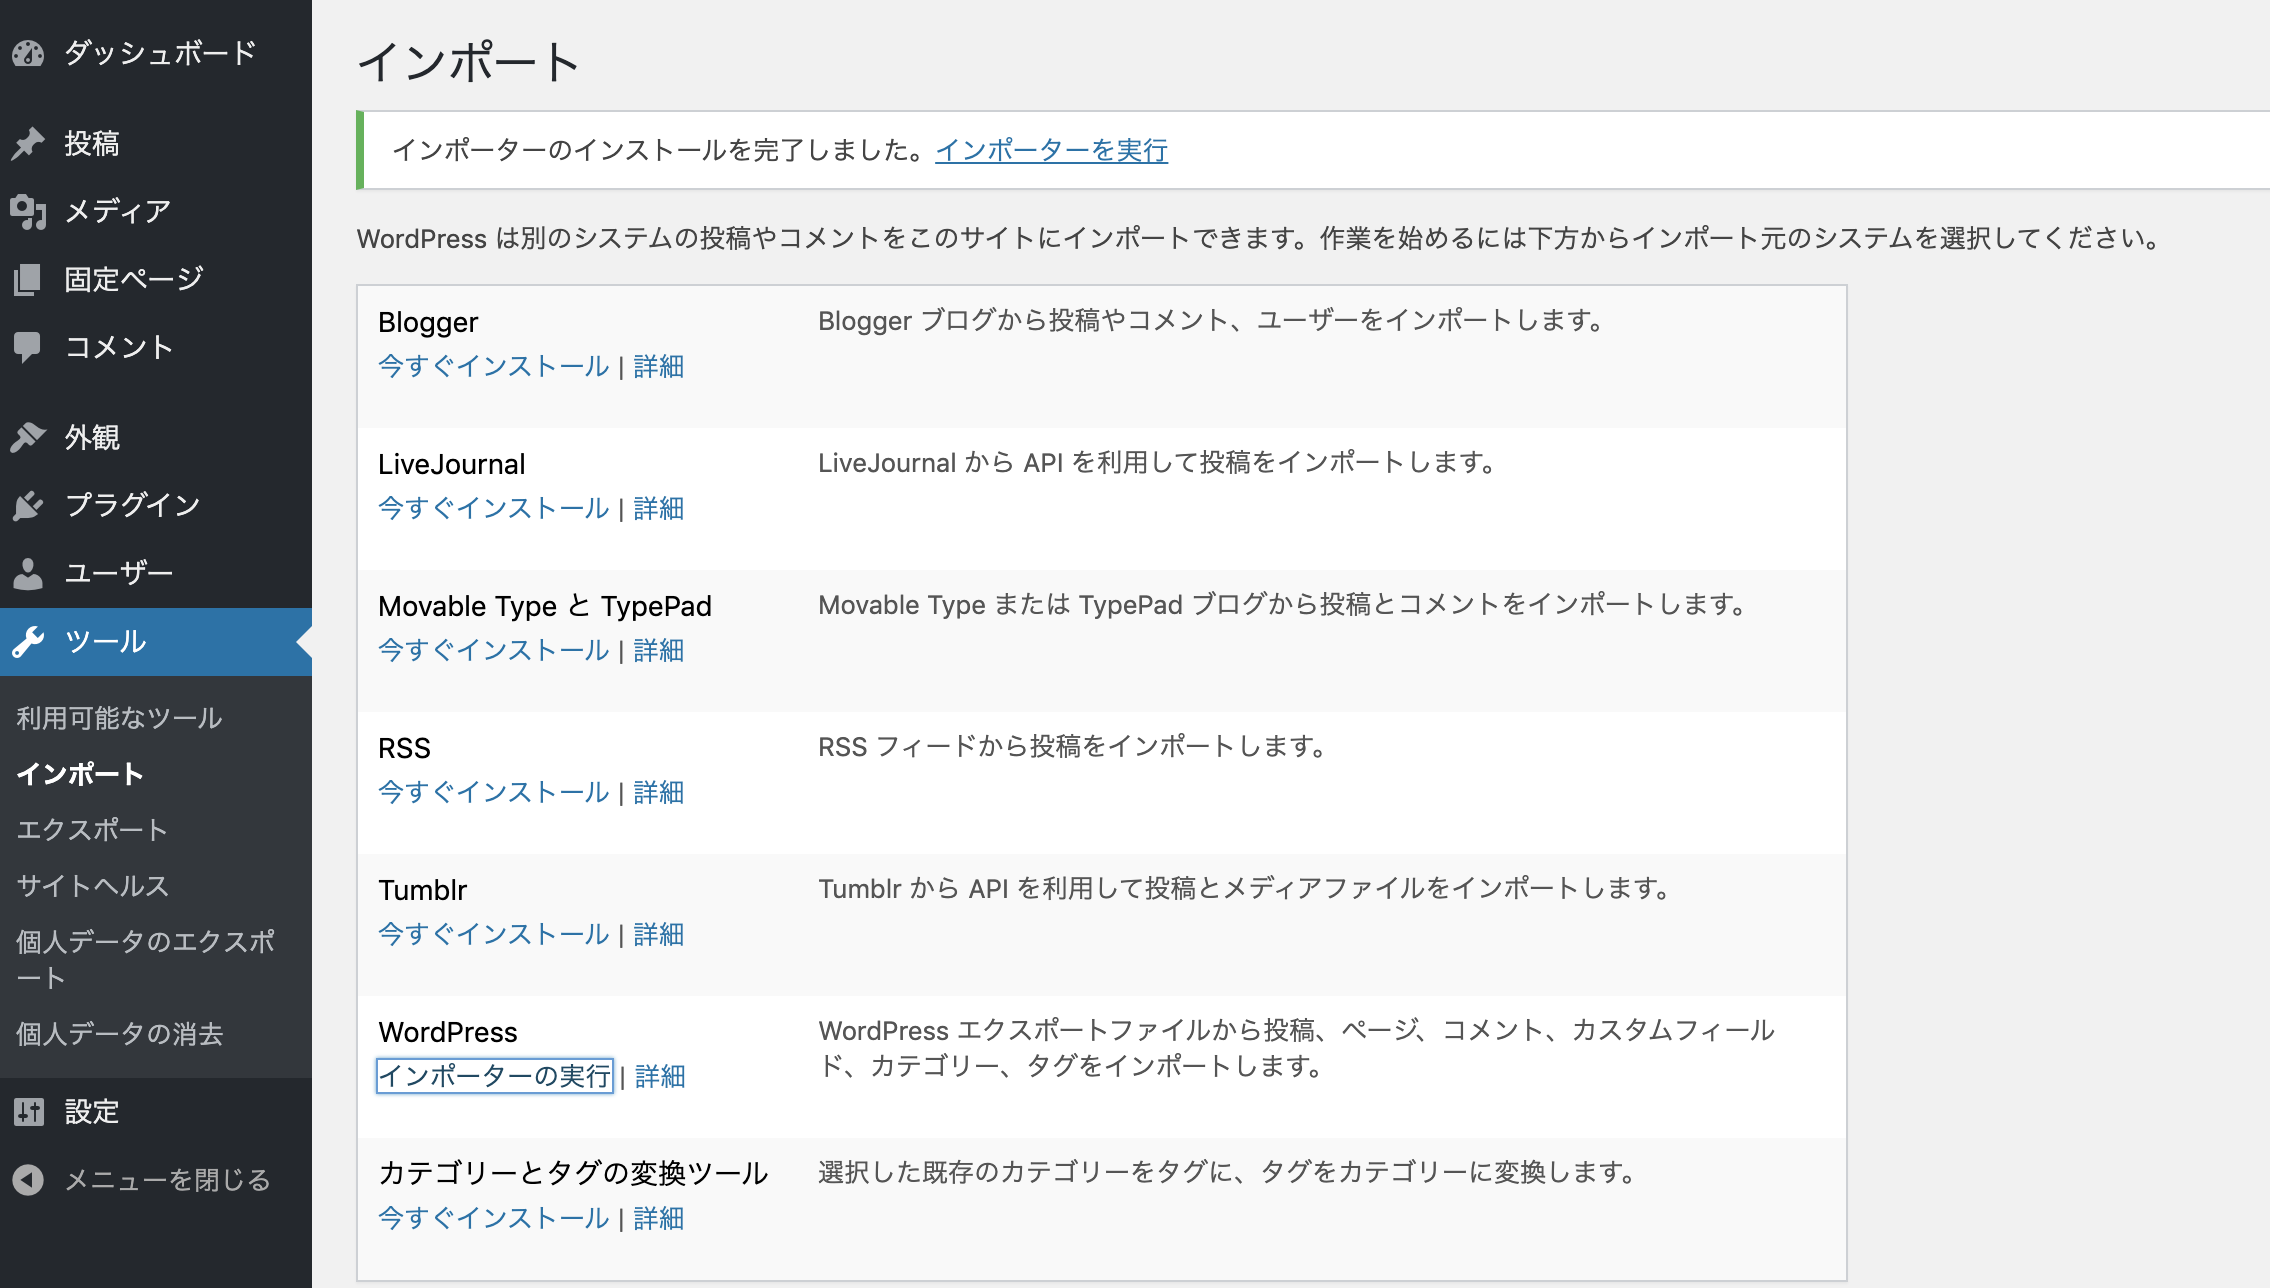 ダッシュボード
投稿
メディア
固定ページ
コメント
外観
プラグイン
ユーザー
ツール
利用可能なツール
インポート
エクスポート
サイトヘルス
個人データのエクスポ
ート
個人データの消去
設定
メニューを閉じる
インポート
インポーターのインストールを完了しました。インポーターを実行
WordPress は別のシステムの投稿やコメントをこのサイトにインポートできます。作業を始めるには下方からインポート元のシステムを選択してください。
Blogger
今すぐインストール | 詳細
Blogger ブログから投稿やコメント、ユーザーをインポートします。
LiveJournal
今すぐインストール | 詳細
LiveJournal から API を利用して投稿をインポートします。
Movable Type と TypePad
今すぐインストール | 詳細
Movable Type または TypePad ブログから投稿とコメントをインポートします。
RSS
今すぐインストール | 詳細
RSS フィードから投稿をインポートします。
Tumblr
今すぐインストール | 詳細
Tumblr から API を利用して投稿とメディアファイルをインポートします。
WordPress
インポーターの実行 | 詳細
WordPress エクスポートファイルから投稿、ページ、コメント、カスタムフィール
ド、カテゴリー、タグをインポートします。
カテゴリーとタグの変換ツール
今すぐインストール | 詳細
選択した既存のカテゴリーをタグに、タグをカテゴリーに変換します。